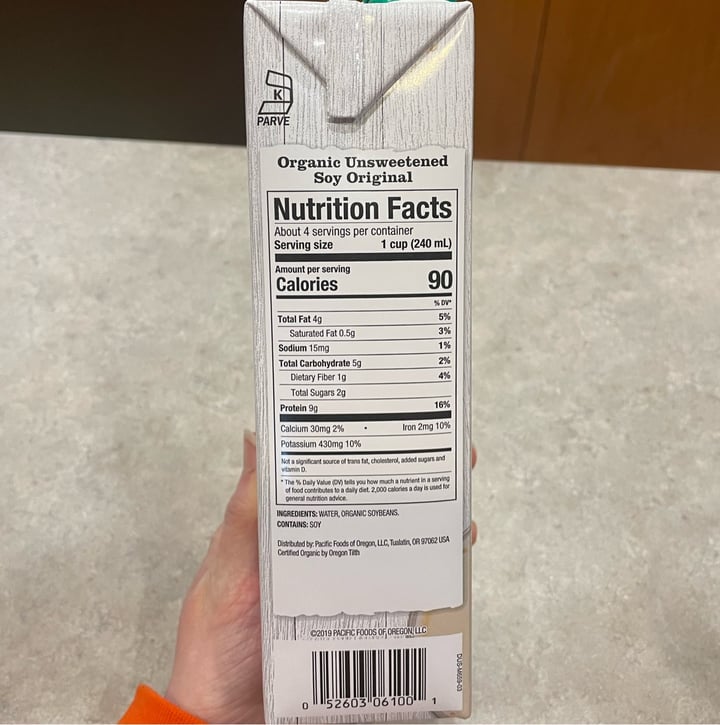 K
PARVE
Organic Unsweetened
Soy Original
Nutrition Facts
About 4 servings per container
Serving size 1 cup (240 mL)
Amount per serving
Calories 90
% DV*
Total Fat 4g 5%
Saturated Fat 0.5g 3%
Sodium 15mg 1%
Total Carbohydrate 5g 2%
Dietary Fiber 1g 4%
Total Sugars 2g
Protein 9g 16%
Calcium 30mg 2% • Iron 2mg 10%
Potassium 430mg 10%
Not a significant source of trans fat, cholesterol, added sugars and
vitamin D.
* The % Daily Value (DV) tells you how much a nutrient in a serving
of food contributes to a daily diet. 2,000 calories a day is used for
general nutrition advice.
INGREDIENTS: WATER, ORGANIC SOYBEANS.
CONTAINS: SOY
Distributed by: Pacific Foods of Oregon, LLC, Tualatin, OR 97062 USA
Certified Organic by Oregon Tilth
©2019 PACIFIC FOODS OF OREGON, LLC
0 52603 06100 1